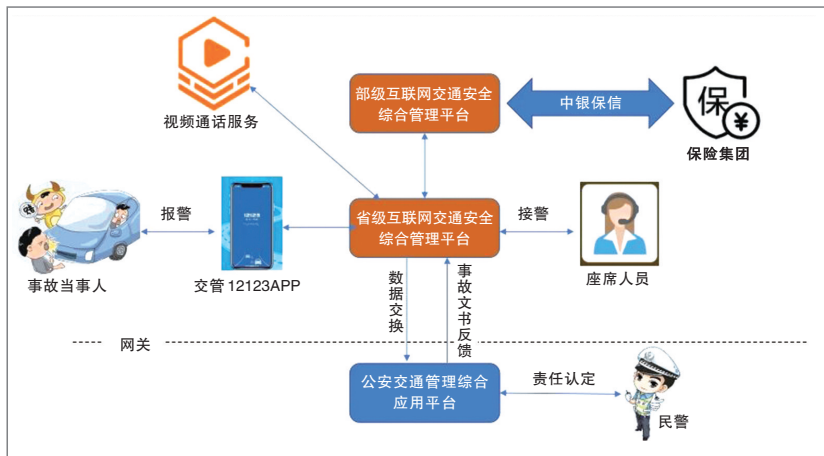 视频通话服务
部级互联网交通安全
综合管理平台
中银保信
保
¥
保险集团
事故当事人
报警
交管 12123APP
省级互联网交通安全
综合管理平台
接警
座席人员
数据交换
事故文书反馈
网关
公安交通管理综合
应用平台
责任认定
民警